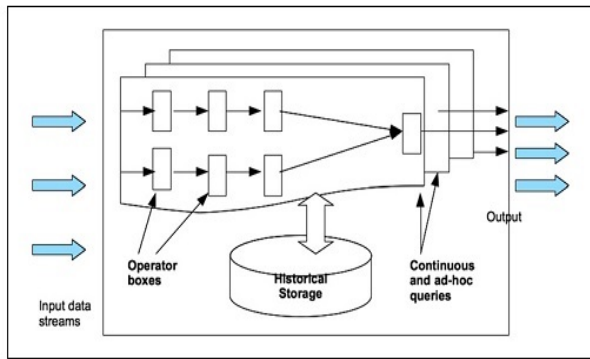 Output
Operator
boxes
Historical
Storage
Continuous
and ad-hoc
queries
Input data
streams